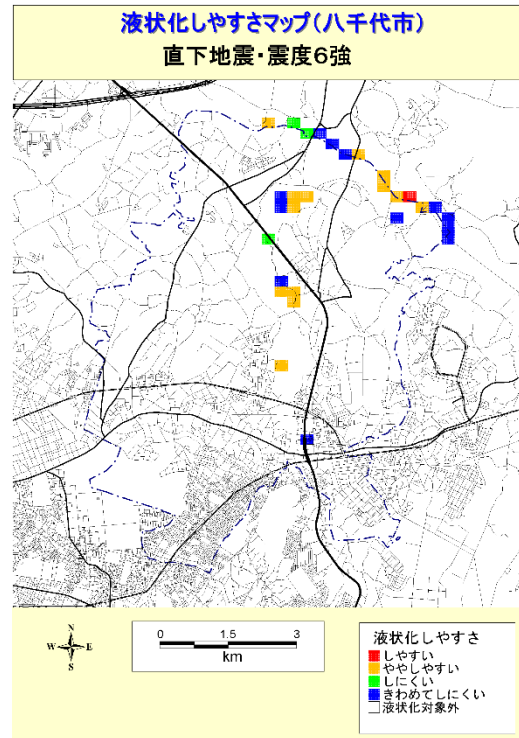 液状化しやすさマップ(八千代市)
直下地震・震度6強
N
W E
S
0 1.5 3
km
液状化しやすさ
しやすい
ややしやすい
しにくい
きわめてしにくい
液状化対象外